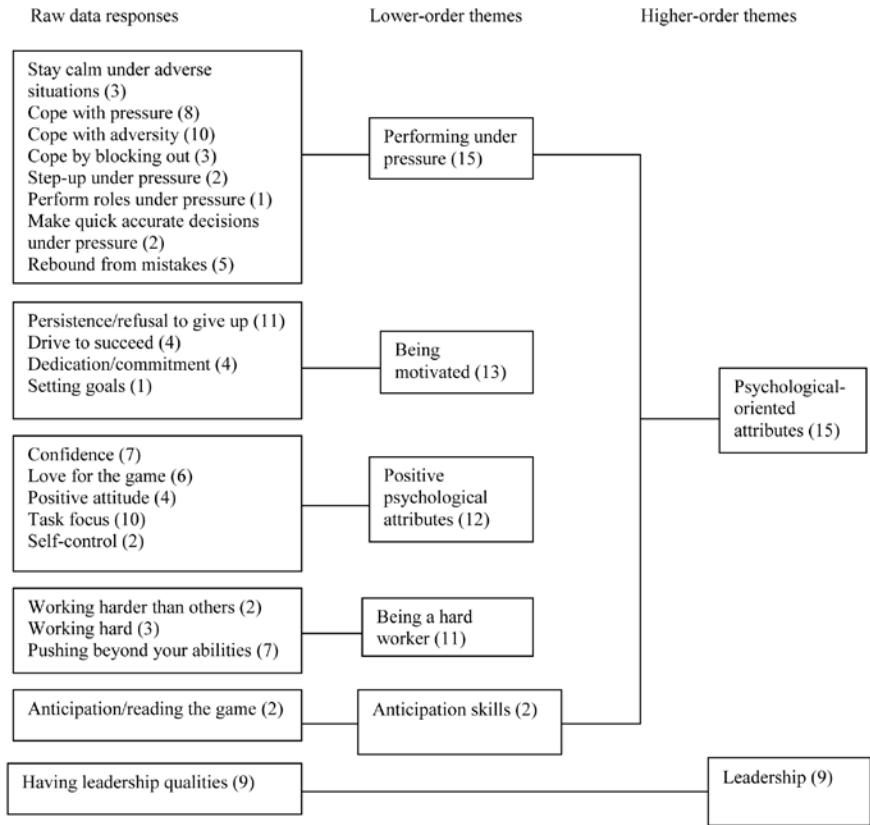 Raw data responses
Lower-order themes
Higher-order themes
Stay calm under adverse
situations (3)
Cope with pressure (8)
Cope with adversity (10)
Cope by blocking out (3)
Step-up under pressure (2)
Perform roles under pressure (1)
Make quick accurate decisions
under pressure (2)
Rebound from mistakes (5)
Performing under
pressure (15)
Persistence/refusal to give up (11)
Drive to succeed (4)
Dedication/commitment (4)
Setting goals (1)
Being
motivated (13)
Psychological-
oriented
attributes (15)
Confidence (7)
Love for the game (6)
Positive attitude (4)
Task focus (10)
Self-control (2)
Positive
psychological
attributes (12)
Working harder than others (2)
Working hard (3)
Pushing beyond your abilities (7)
Being a hard
worker (11)
Anticipation/reading the game (2)
Anticipation skills (2)
Having leadership qualities (9)
Leadership (9)